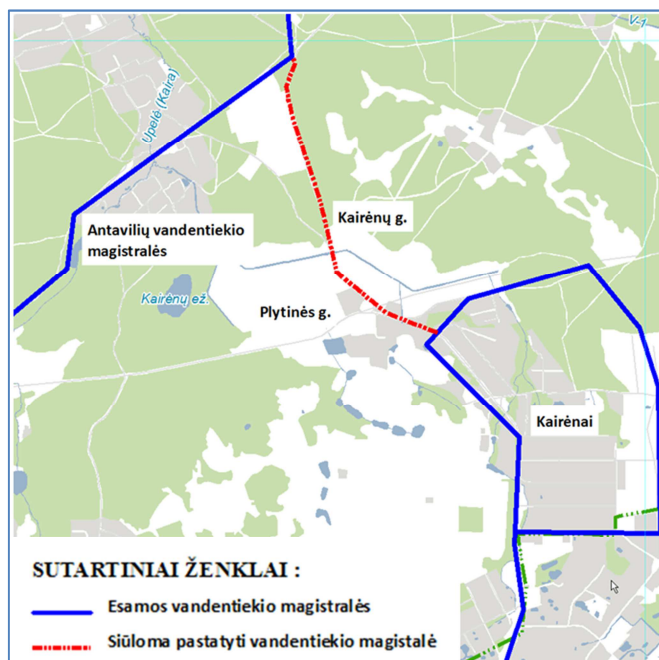 V-1
Upelė (Kaira)
Kairėnų g.
Antavilių vandentiekio
magistralės
Kairėnų ež.
Plytinės g.
Kairėnai
SUTARTINIAI ŽENKLAI :
Esamos vandentiekio magistralės
Siūloma pastatyti vandentiekio magistalė